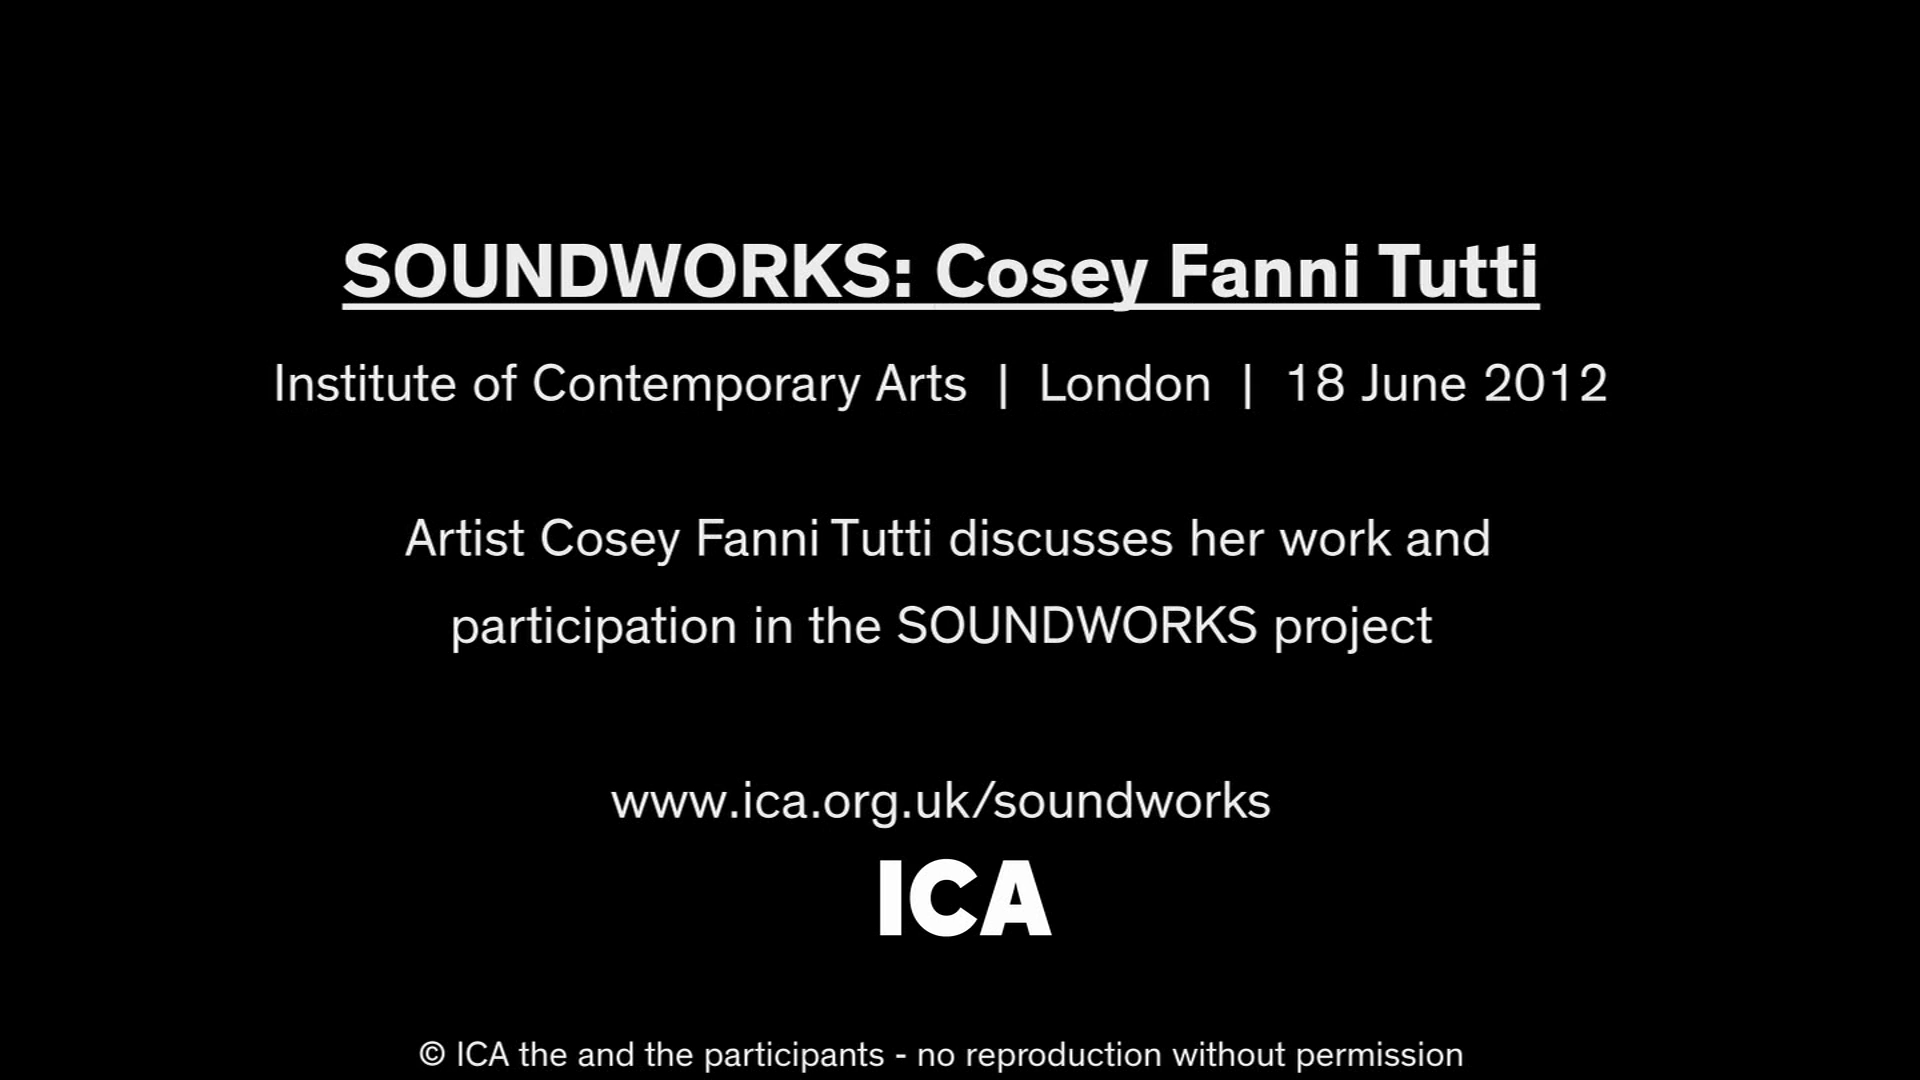 SOUNDWORKS: Cosey Fanni Tutti
Institute of Contemporary Arts | London | 18 June 2012
Artist Cosey Fanni Tutti discusses her work and
participation in the SOUNDWORKS project
www.ica.org.uk/soundworks
ICA
© ICA the and the participants - no reproduction without permission